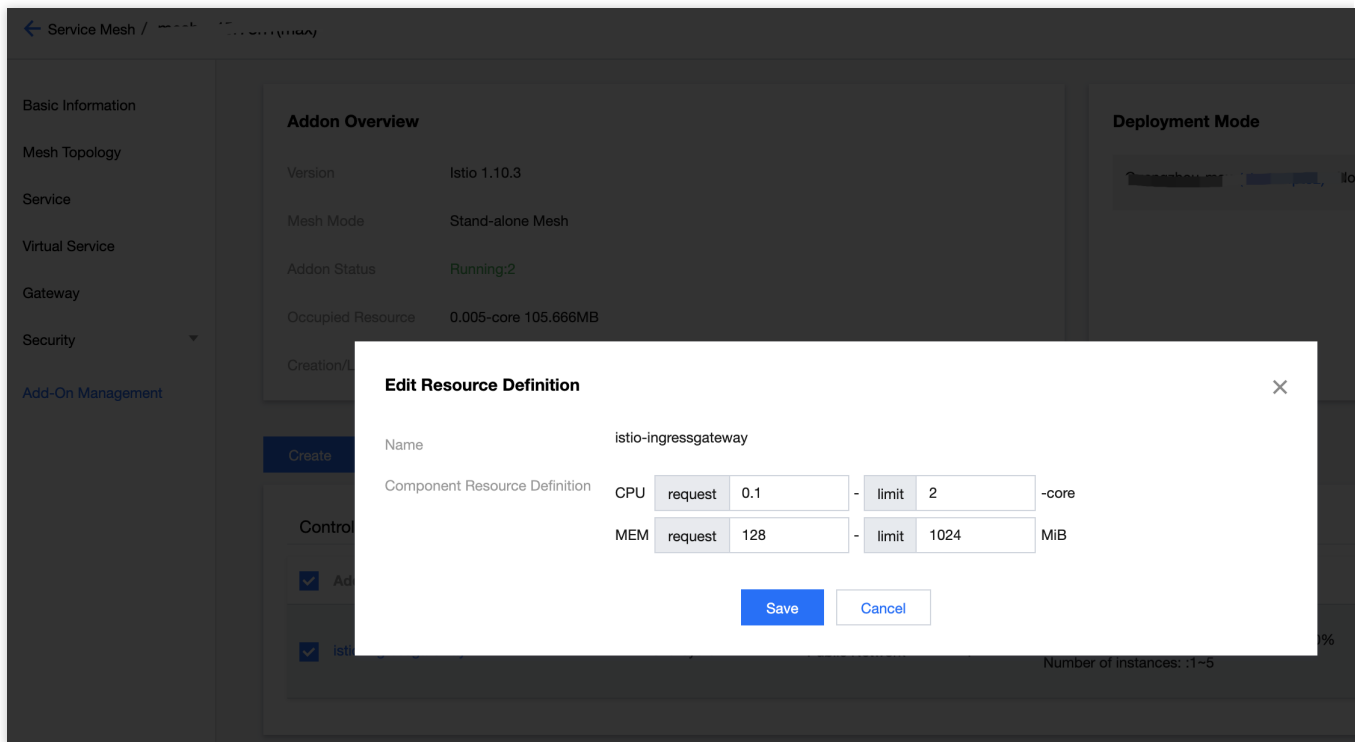 Service Mesh /
(max)
Basic Information
Mesh Topology
Service
Virtual Service
Gateway
Security
Add-On Management
Addon Overview
Version Istio 1.10.3
Mesh Mode Stand-alone Mesh
Addon Status Running:2
Occupied Resource 0.005-core 105.666MB
Creation/L
Deployment Mode
Create
Control
Edit Resource Definition
Name istio-ingressgateway
Component Resource Definition CPU request 0.1 - limit 2 -core
MEM request 128 - limit 1024 MiB
Save Cancel
Number of instances: :1~5